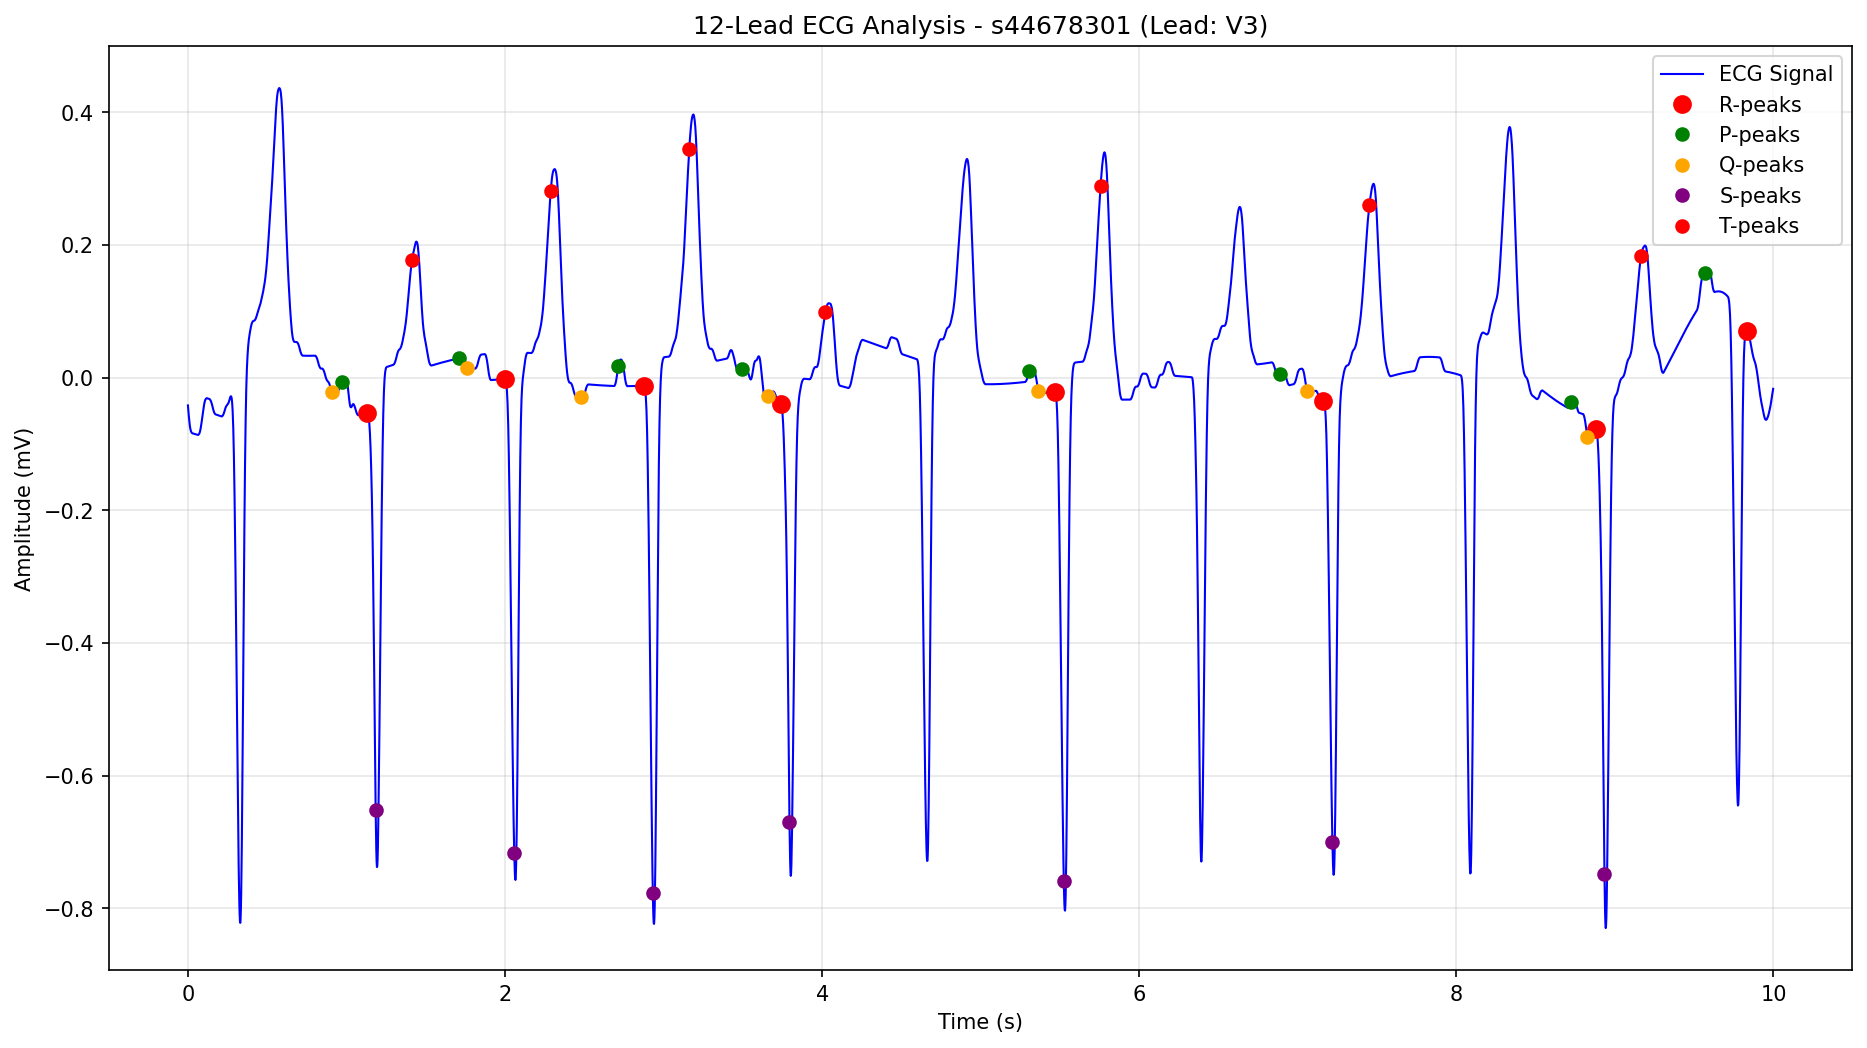 12-Lead ECG Analysis - s44678301 (Lead: V3)
ECG Signal
R-peaks
P-peaks
Q-peaks
S-peaks
T-peaks
Amplitude (mV)
0.4
0.2
0.0
−0.2
−0.4
−0.6
−0.8
0 2 4 6 8 10
Time (s)